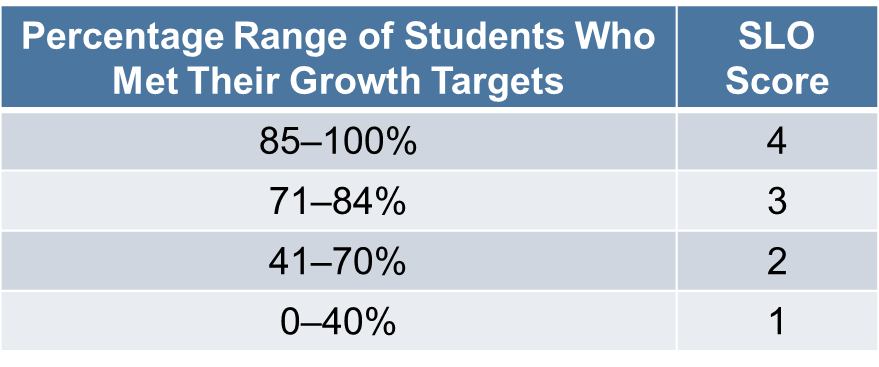 Percentage Range of Students Who Met Their Growth Targets
SLO Score
85–100% 4
71–84% 3
41–70% 2
0–40% 1